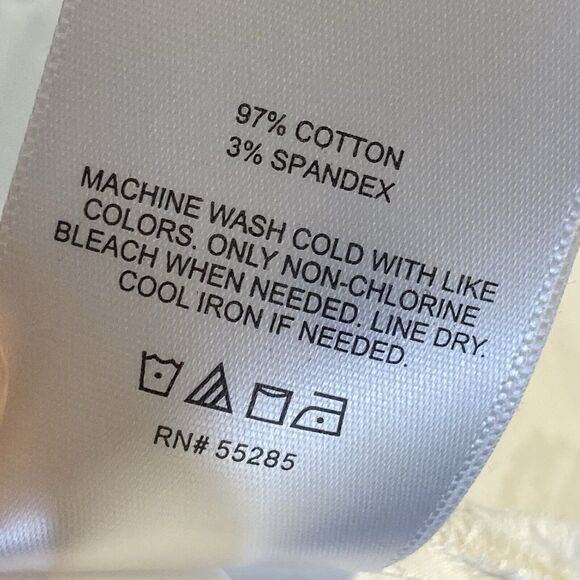 97% COTTON
3% SPANDEX
MACHINE WASH COLD WITH LIKE
COLORS. ONLY NON-CHLORINE
BLEACH WHEN NEEDED. LINE DRY.
COOL IRON IF NEEDED.
RN# 55285